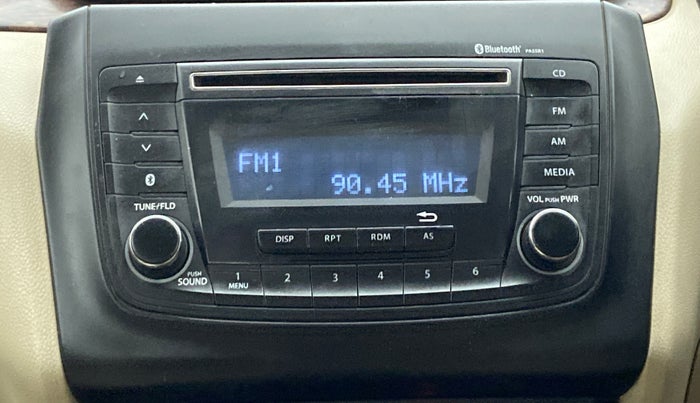 Bluetooth
CD
FM
AM
MEDIA
FM1
90.45 MHz
TUNE/FLD
VOL PUSH PWR
DISP RPT RDM AS
PUSH
SOUND
1 2 3 4 5 6
MENU